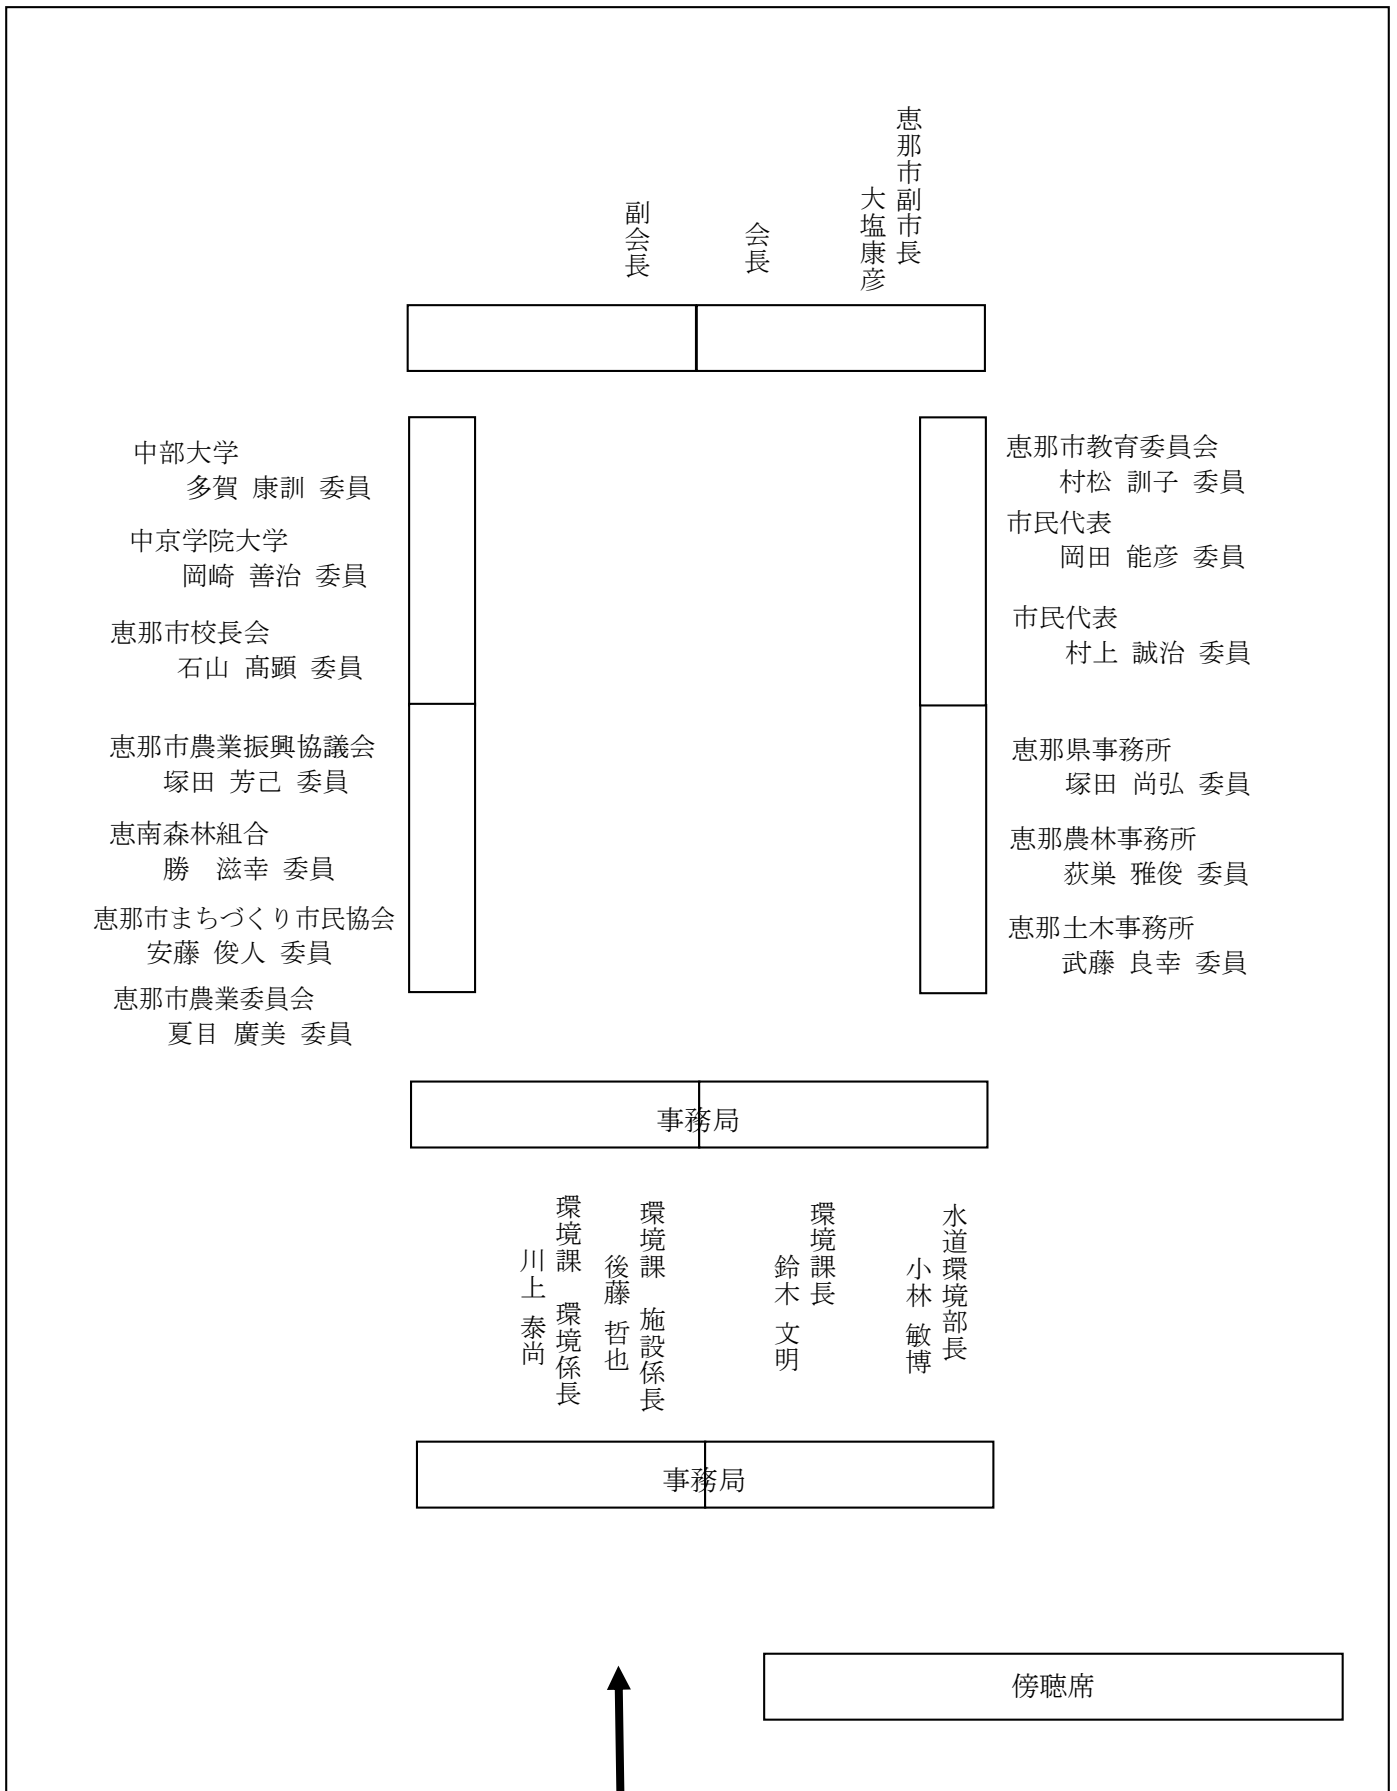 恵那市副市長
大塩康彦
会長
副会長
中部大学
多賀 康訓 委員
中京学院大学
岡崎 善治 委員
恵那市校長会
石山 髙顕 委員
恵那市農業振興協議会
塚田 芳己 委員
恵南森林組合
勝　滋幸 委員
恵那市まちづくり市民協会
安藤 俊人 委員
恵那市農業委員会
夏目 廣美 委員
恵那市教育委員会
村松 訓子 委員
市民代表
岡田 能彦 委員
市民代表
村上 誠治 委員
恵那県事務所
塚田 尚弘 委員
恵那農林事務所
荻巣 雅俊 委員
恵那土木事務所
武藤 良幸 委員
事務局
水道環境部長
小林 敏博
環境課長
鈴木 文明
環境課 施設係長
後藤 哲也
環境課 環境係長
川上 泰尚
事務局
傍聴席